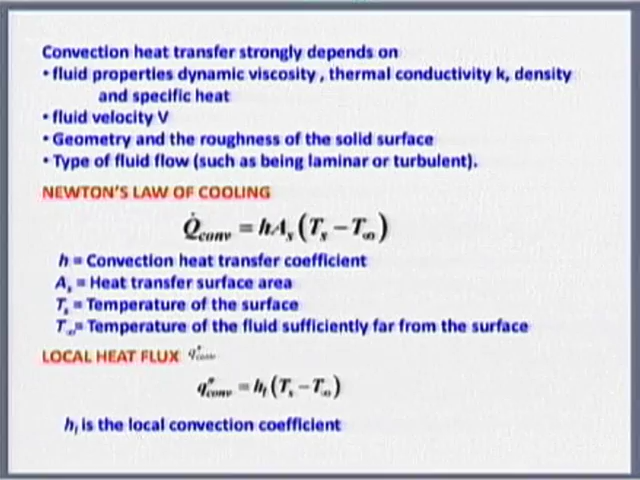 Convection heat transfer strongly depends on
• fluid properties dynamic viscosity , thermal conductivity k, density
and specific heat
• fluid velocity V
• Geometry and the roughness of the solid surface
• Type of fluid flow (such as being laminar or turbulent).
NEWTON'S LAW OF COOLING
Q̇conv = hAs(Ts − T∞)
h = Convection heat transfer coefficient
As = Heat transfer surface area
Ts = Temperature of the surface
T∞= Temperature of the fluid sufficiently far from the surface
LOCAL HEAT FLUX q″conv
q″conv = hl(Ts − T∞)
hl is the local convection coefficient